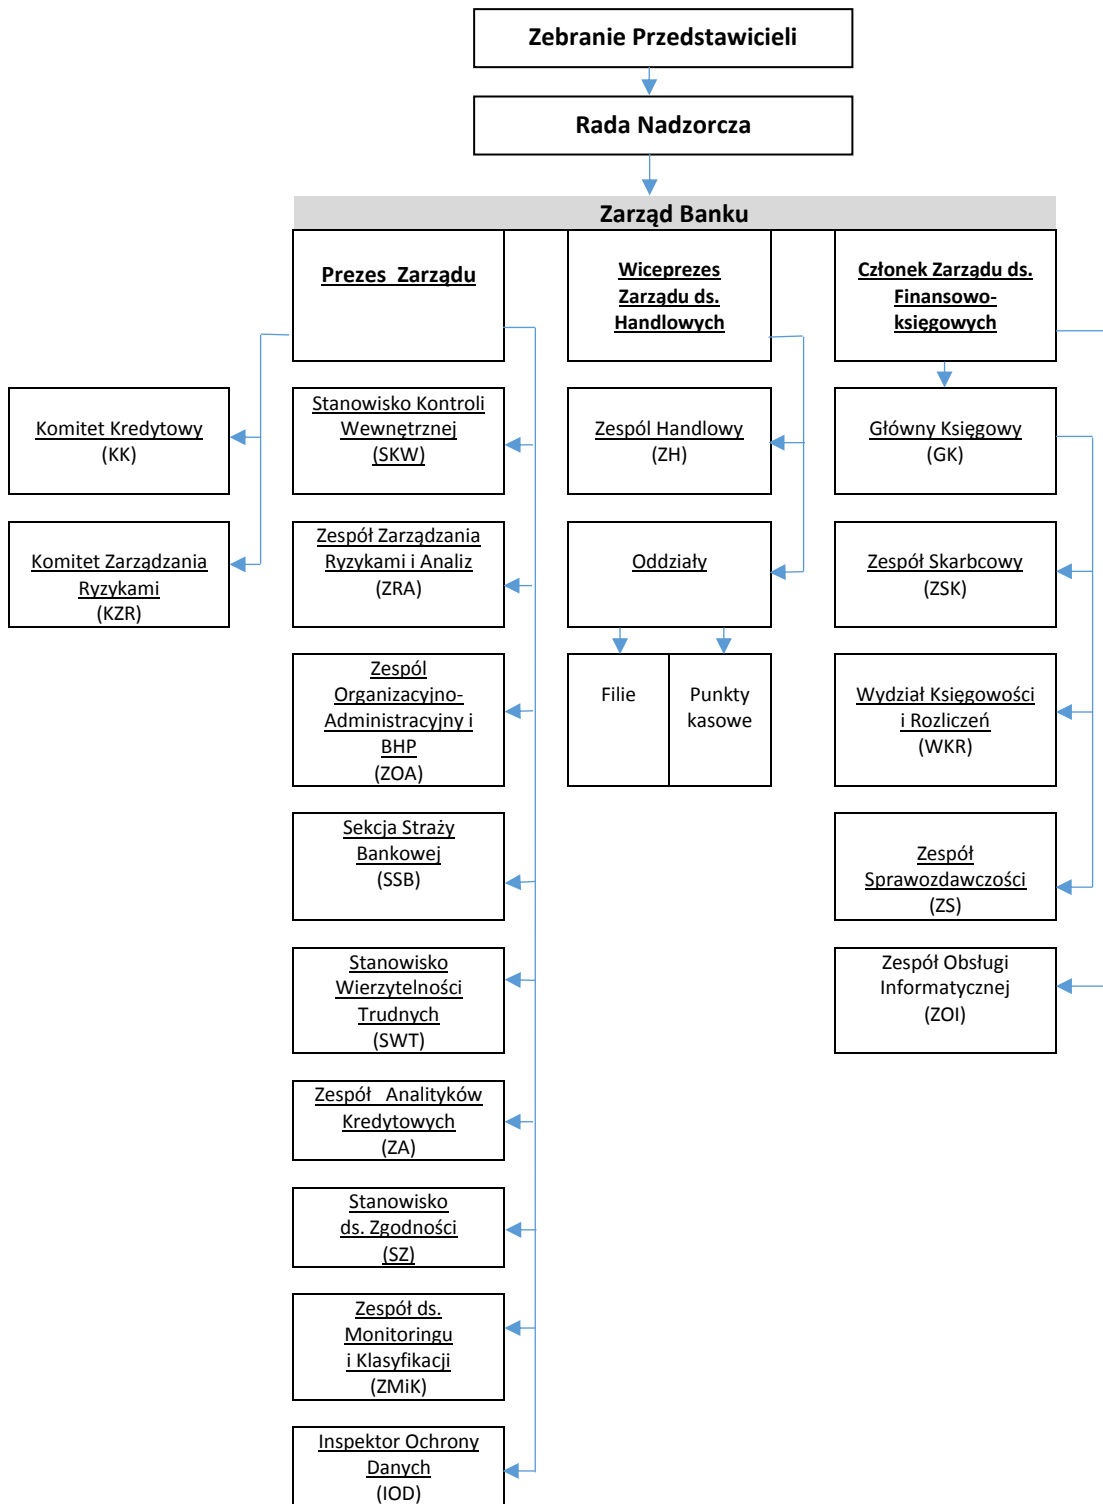 Zebranie Przedstawicieli
Rada Nadzorcza
Zarząd Banku
Prezes Zarządu
Wiceprezes
Zarządu ds.
Handlowych
Członek Zarządu ds.
Finansowo-
księgowych
Komitet Kredytowy
(KK)
Komitet Zarządzania
Ryzykami
(KZR)
Stanowisko Kontroli
Wewnętrznej
(SKW)
Zespół Zarządzania
Ryzykami i Analiz
(ZRA)
Zespól
Organizacyjno-
Administracyjny i
BHP
(ZOA)
Sekcja Straży
Bankowej
(SSB)
Stanowisko
Wierzytelności
Trudnych
(SWT)
Zespół Analityków
Kredytowych
(ZA)
Stanowisko
ds. Zgodności
(SZ)
Zespół ds.
Monitoringu
i Klasyfikacji
(ZMiK)
Inspektor Ochrony
Danych
(IOD)
Zespól Handlowy
(ZH)
Oddziały
Filie
Punkty
kasowe
Główny Księgowy
(GK)
Zespól Skarbcowy
(ZSK)
Wydział Księgowości
i Rozliczeń
(WKR)
Zespół
Sprawozdawczości
(ZS)
Zespół Obsługi
Informatycznej
(ZOI)